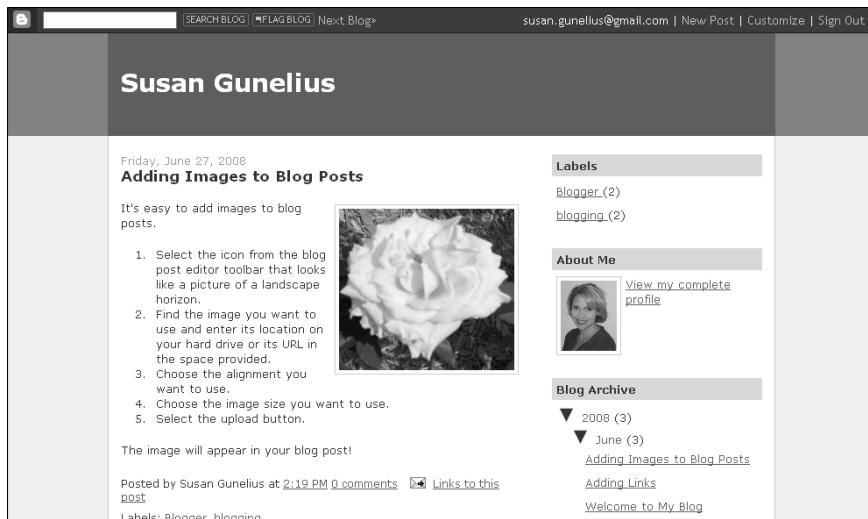 SEARCH BLOG FLAG BLOG Next Blog»
susan.gunelius@gmail.com | New Post | Customize | Sign Out
Susan Gunelius
Friday, June 27, 2008
Adding Images to Blog Posts
It's easy to add images to blog
posts.
1. Select the icon from the blog
post editor toolbar that looks
like a picture of a landscape
horizon.
2. Find the image you want to
use and enter its location on
your hard drive or its URL in
the space provided.
3. Choose the alignment you
want to use.
4. Choose the image size you want to use.
5. Select the upload button.
The image will appear in your blog post!
Posted by Susan Gunelius at 2:19 PM 0 comments Links to this
post
Labels: Blogger, blogging
Labels
Blogger (2)
blogging (2)
About Me
View my complete
profile
Blog Archive
▼ 2008 (3)
▼ June (3)
Adding Images to Blog Posts
Adding Links
Welcome to My Blog